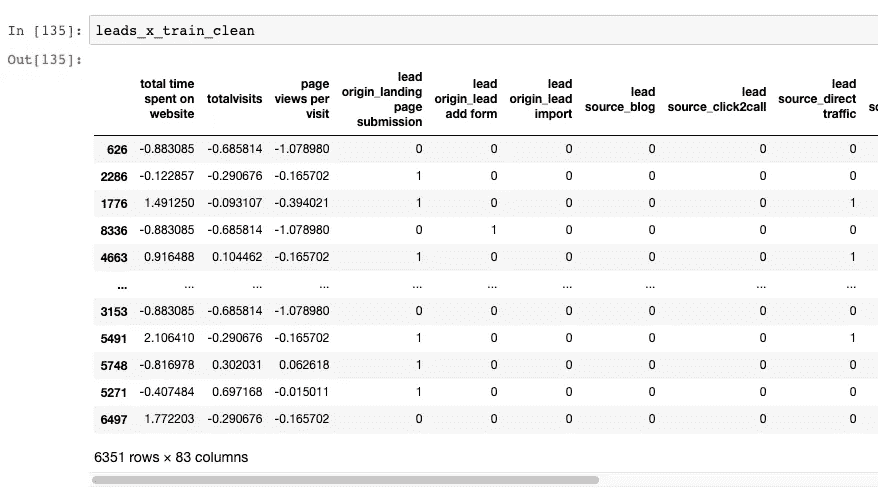 In [135]: leads_x_train_clean
Out[135]:
total time spent on website totalvisits page views per visit lead origin_landing page submission lead origin_lead add form lead origin_lead import lead source_blog lead source_click2call lead source_direct traffic
626 -0.883085 -0.685814 -1.078980 0 0 0 0 0 0
2286 -0.122857 -0.290676 -0.165702 1 0 0 0 0 0
1776 1.491250 -0.093107 -0.394021 1 0 0 0 0 1
8336 -0.883085 -0.685814 -1.078980 0 1 0 0 0 0
4663 0.916488 0.104462 -0.165702 1 0 0 0 0 1
... ... ... ... ... ... ... ... ... ...
3153 -0.883085 -0.685814 -1.078980 0 0 0 0 0 0
5491 2.106410 -0.290676 -0.165702 1 0 0 0 0 1
5748 -0.816978 0.302031 0.062618 1 0 0 0 0 0
5271 -0.407484 0.697168 -0.015011 1 0 0 0 0 0
6497 1.772203 -0.290676 -0.165702 0 0 0 0 0 0
6351 rows × 83 columns